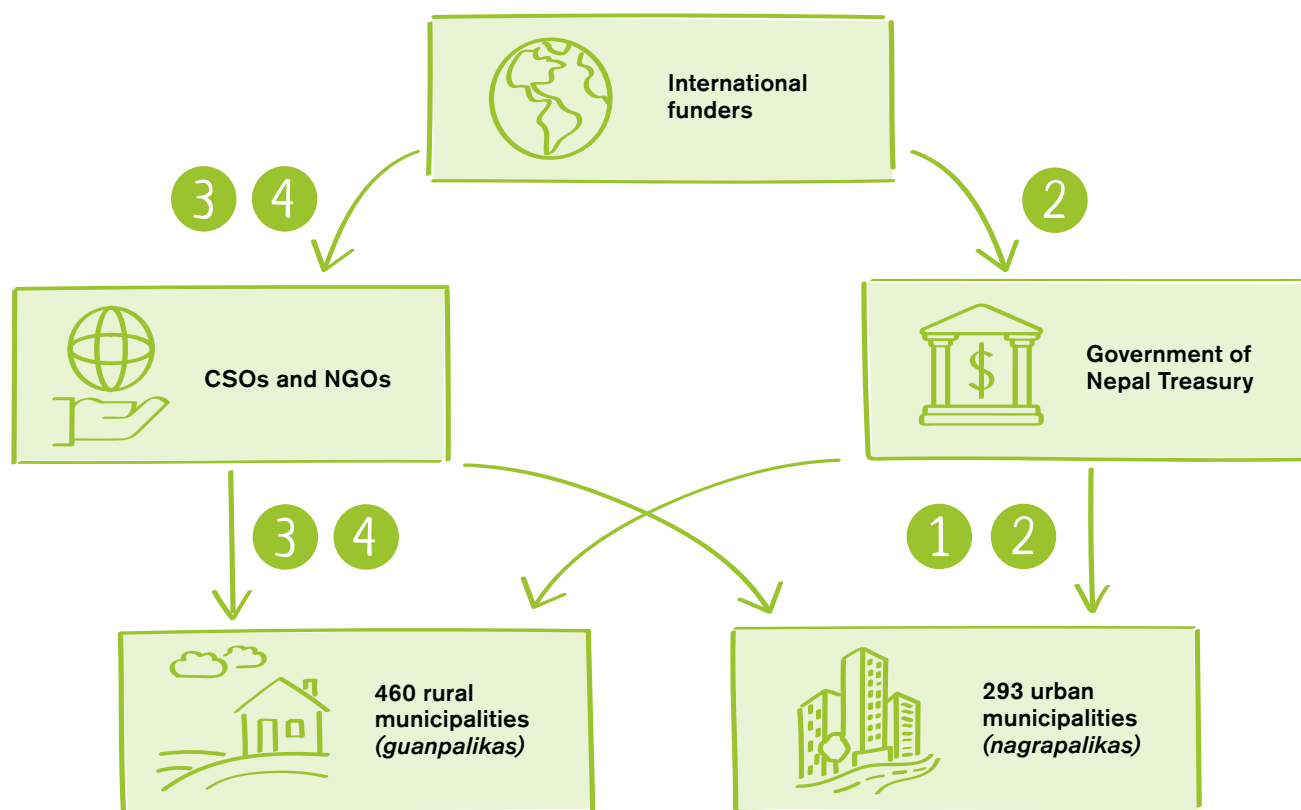 International
funders
3 4
2
CSOs and NGOs
$
Government of
Nepal Treasury
3 4
1 2
460 rural
municipalities
(guanpalikas)
293 urban
municipalities
(nagrapalikas)